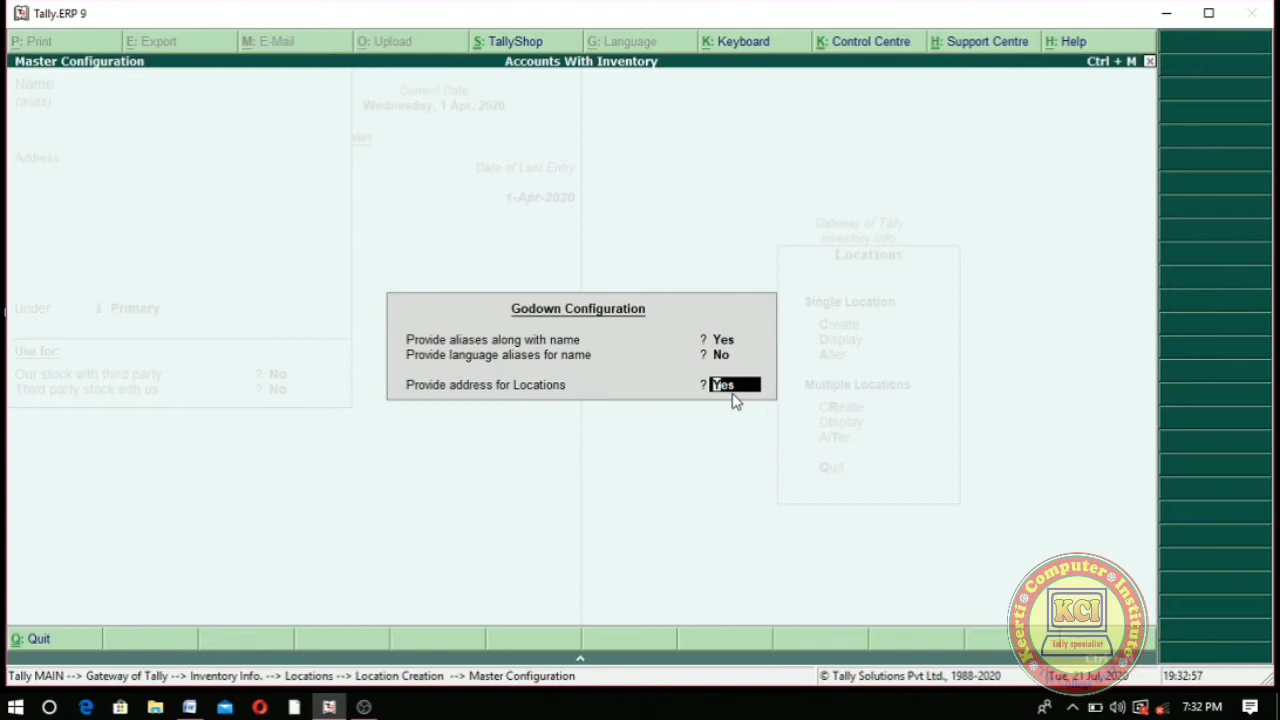 Tally.ERP 9
P: Print E: Export M: E-Mail O: Upload S: TallyShop G: Language K: Keyboard K: Control Centre H: Support Centre H: Help
Master Configuration Accounts With Inventory Ctrl + M
Name
(alias)
Current Date
Wednesday, 1 Apr, 2020
Address
Date of Last Entry
1-Apr-2020
Gateway of Tally
Inventory Info.
Locations
Single Location
Create
Display
Alter
Multiple Locations
CReate
DIsplay
AlTer
Quit
Under : Primary
Use for:
Our stock with third party ? No
Third party stock with us ? No
Godown Configuration
Provide aliases along with name ? Yes
Provide language aliases for name ? No
Provide address for Locations ? Yes
Keerti Computer Institute
KCI
tally specialist
Q: Quit
Tally MAIN --> Gateway of Tally --> Inventory Info. --> Locations --> Location Creation --> Master Configuration © Tally Solutions Pvt Ltd., 1988-2020 Tue, 21 Jul, 2020 19:32:57
7:32 PM